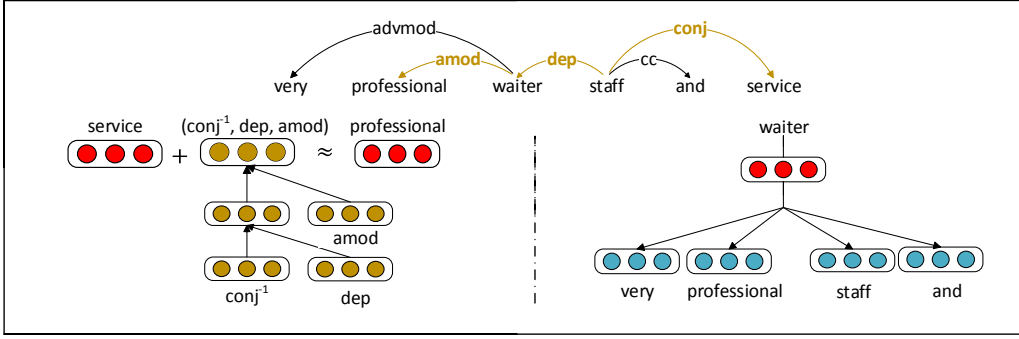 advmod conj
amod dep cc
very professional waiter staff and service
service (conj⁻¹, dep, amod) professional waiter
+ ≈
amod
conj⁻¹ dep very professional staff and